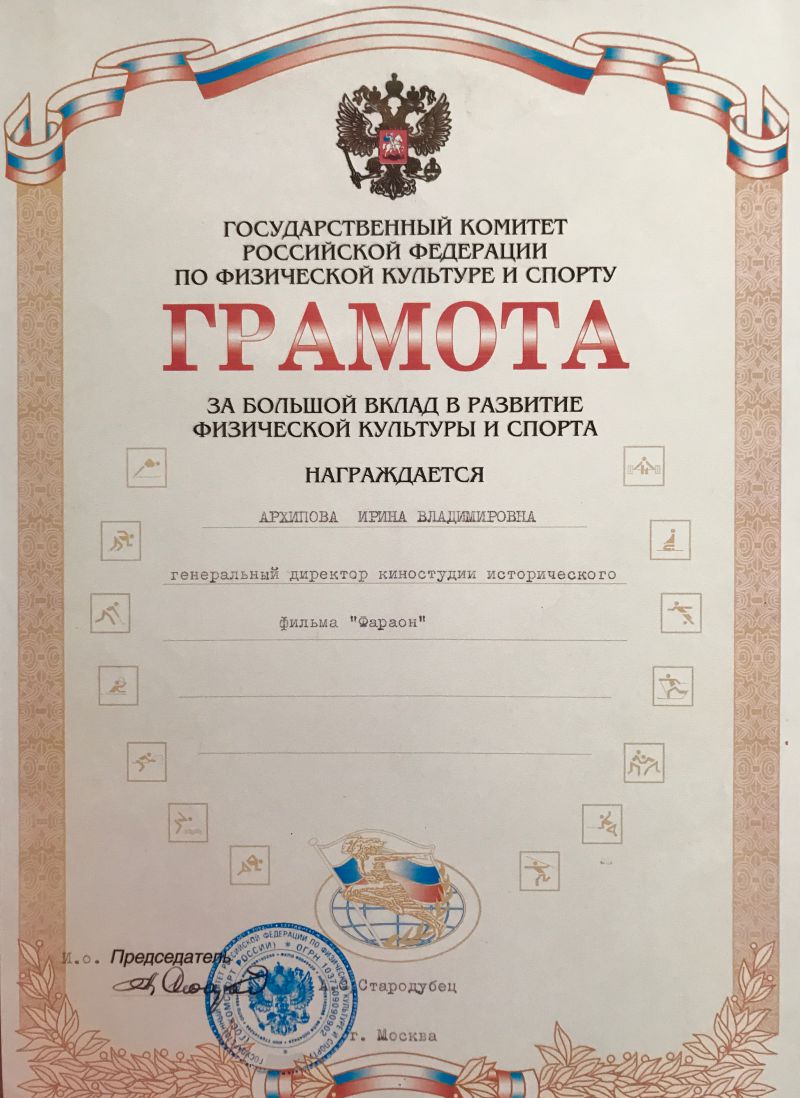 ГОСУДАРСТВЕННЫЙ КОМИТЕТ
РОССИЙСКОЙ ФЕДЕРАЦИИ
ПО ФИЗИЧЕСКОЙ КУЛЬТУРЕ И СПОРТУ
ГРАМОТА
ЗА БОЛЬШОЙ ВКЛАД В РАЗВИТИЕ
ФИЗИЧЕСКОЙ КУЛЬТУРЫ И СПОРТА
НАГРАЖДАЕТСЯ
АРХИПОВА ИРИНА ВЛАДИМИРОВНА
генеральный директор киностудии исторического
фильма "Фараон"
И.о. Председатель
Стародубец
г. Москва